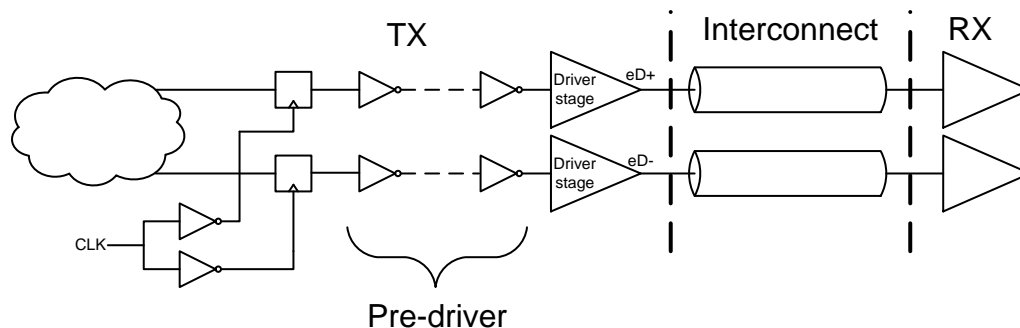 TX
Interconnect
RX
Driver
stage
eD+
Driver
stage
eD-
CLK
Pre-driver